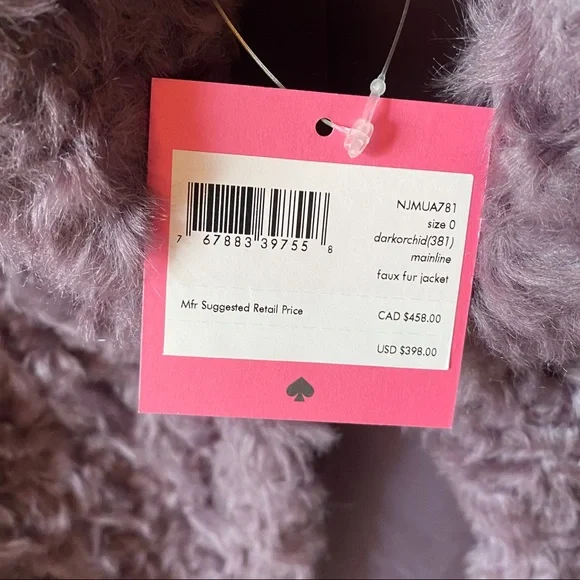 NJMUA781
size 0
darkorchid(381)
mainline
faux fur jacket
7 67883 39755 8
Mfr Suggested Retail Price CAD $458.00
USD $398.00